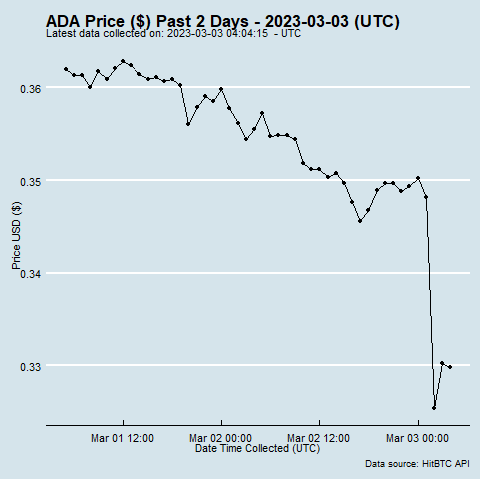 ADA Price ($) Past 2 Days - 2023-03-03 (UTC)
Latest data collected on: 2023-03-03 04:04:15 - UTC
0.36
0.35
0.34
0.33
Price USD ($)
Mar 01 12:00
Mar 02 00:00
Mar 02 12:00
Mar 03 00:00
Date Time Collected (UTC)
Data source: HitBTC API